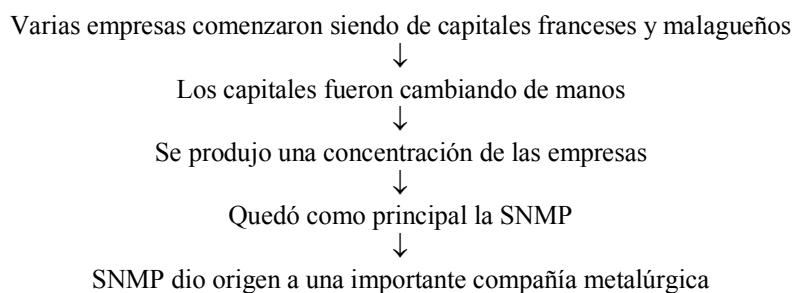 Varias empresas comenzaron siendo de capitales franceses y malagueños
↓
Los capitales fueron cambiando de manos
↓
Se produjo una concentración de las empresas
↓
Quedó como principal la SNMP
↓
SNMP dio origen a una importante compañía metalúrgica